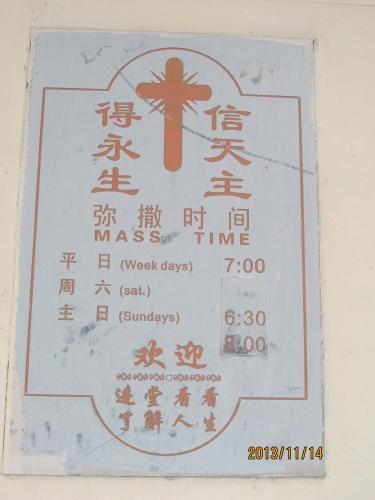 信天主
得永生
弥撒时间
MASS TIME
平日 (Week days) 7:00
周六 (sat.)
主日 (Sundays) 6:30
8:00
欢迎
进堂看看
了解人生
2013/11/14